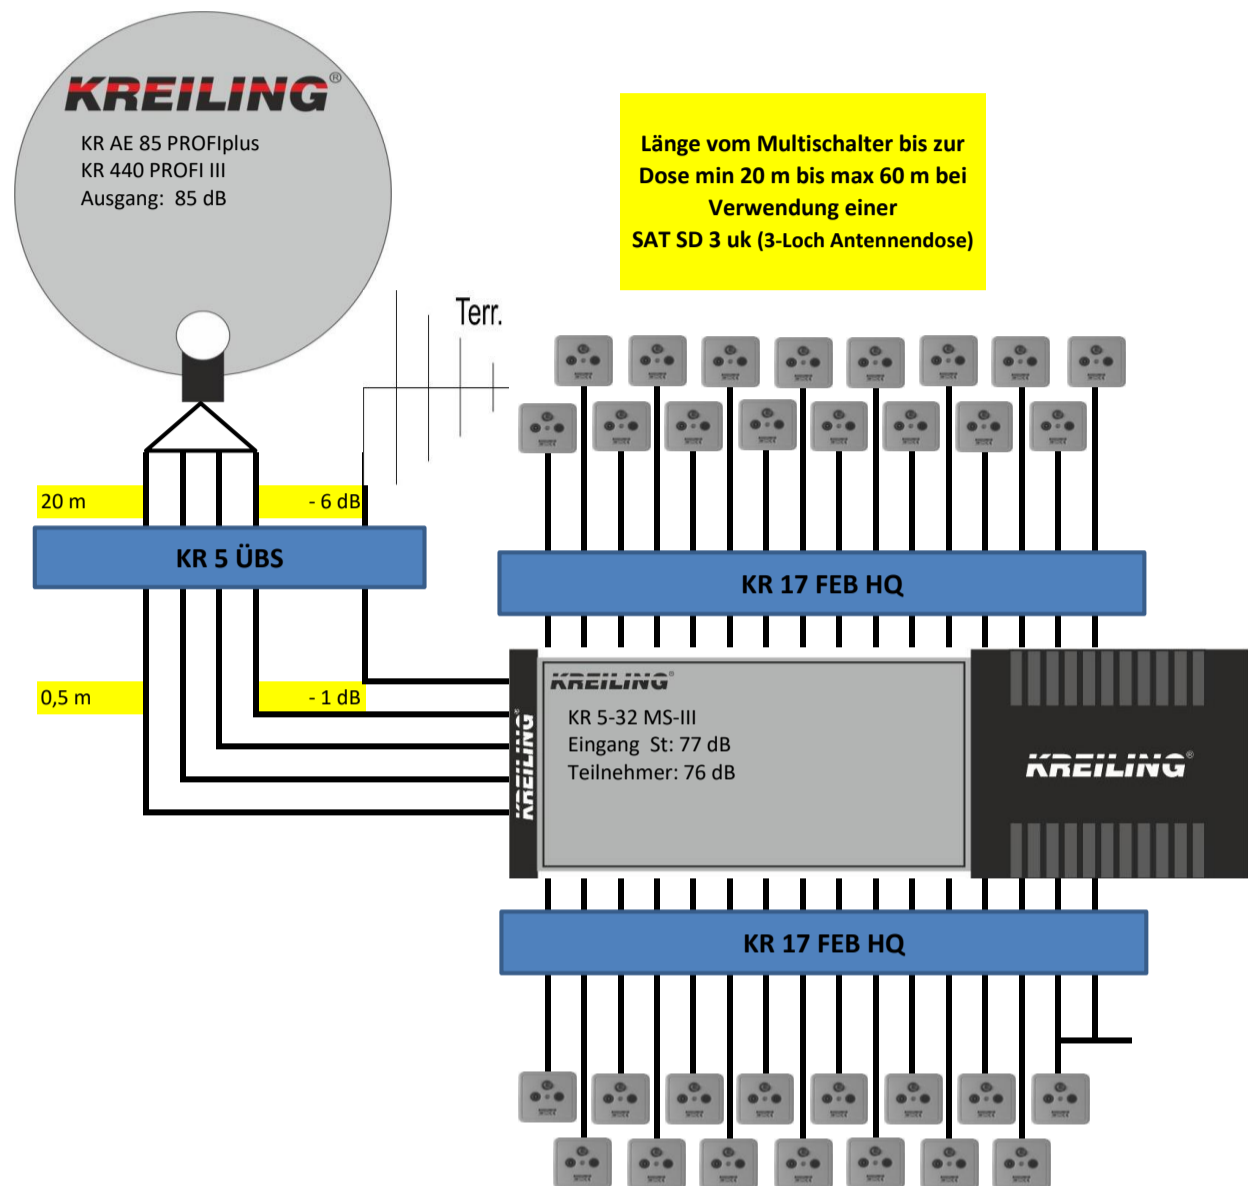 KREILING®
KR AE 85 PROFIplus
KR 440 PROFI III
Ausgang: 85 dB
Länge vom Multischalter bis zur
Dose min 20 m bis max 60 m bei
Verwendung einer
SAT SD 3 uk (3-Loch Antennendose)
Terr.
20 m
- 6 dB
KR 5 ÜBS
KR 17 FEB HQ
0,5 m
- 1 dB
KREILING
KREILING®
KR 5-32 MS-III
Eingang St: 77 dB
Teilnehmer: 76 dB
KREILING®
KR 17 FEB HQ